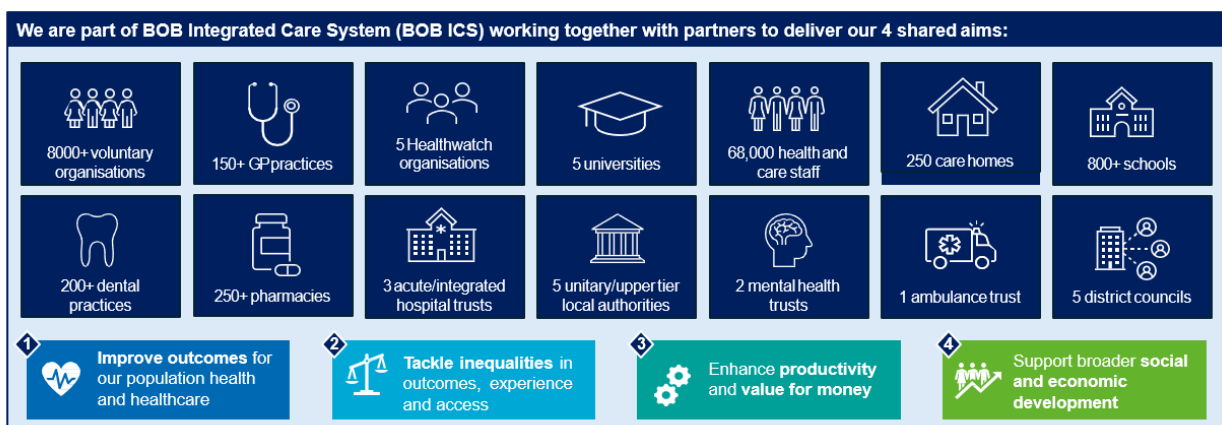 We are part of BOB Integrated Care System (BOB ICS) working together with partners to deliver our 4 shared aims:
8000+ voluntary
organisations
150+ GP practices
5 Healthwatch
organisations
5 universities
68,000 health and
care staff
250 care homes
800+ schools
200+ dental
practices
250+ pharmacies
3 acute/integrated
hospital trusts
5 unitary/upper tier
local authorities
2 mental health
trusts
1 ambulance trust
5 district councils
1
Improve outcomes for
our population health
and healthcare
2
Tackle inequalities in
outcomes, experience
and access
3
Enhance productivity
and value for money
4
Support broader social
and economic
development